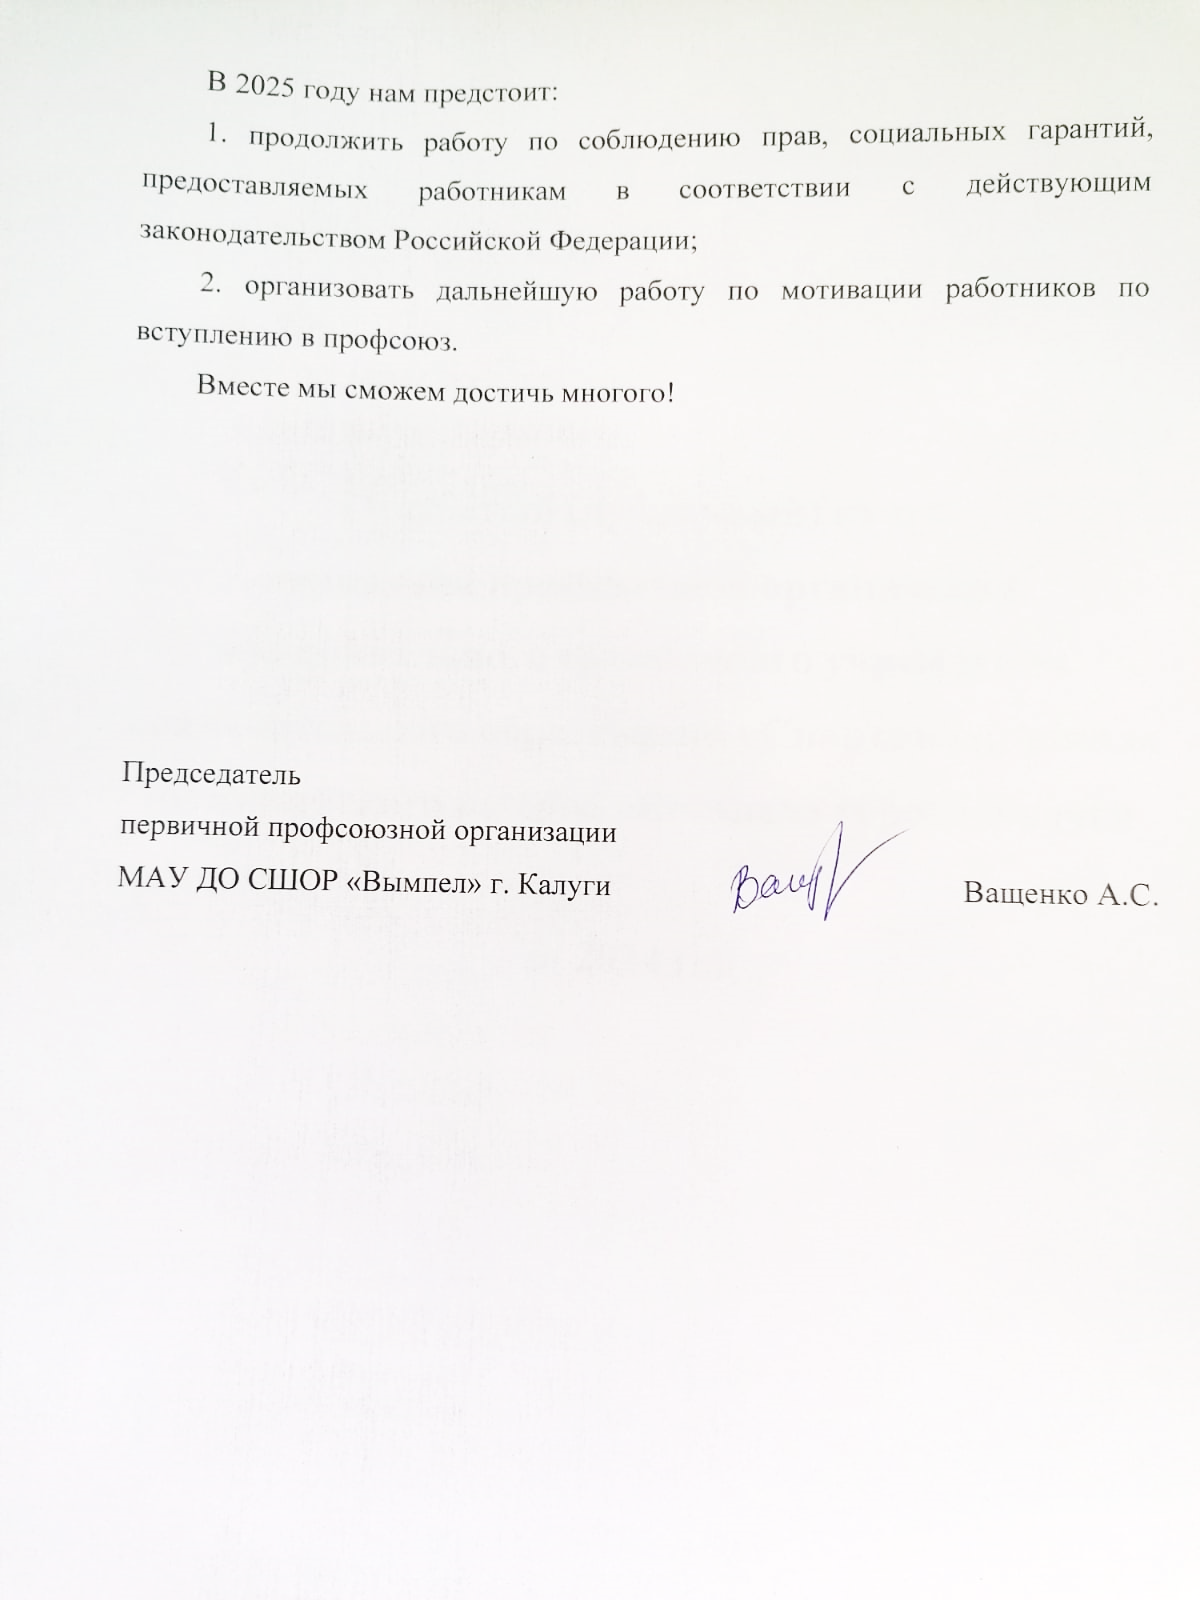 В 2025 году нам предстоит:
1. продолжить работу по соблюдению прав, социальных гарантий,
предоставляемых работникам в соответствии с действующим
законодательством Российской Федерации;
2. организовать дальнейшую работу по мотивации работников по
вступлению в профсоюз.
Вместе мы сможем достичь многого!
Председатель
первичной профсоюзной организации
МАУ ДО СШОР «Вымпел» г. Калуги
Ващенко А.С.